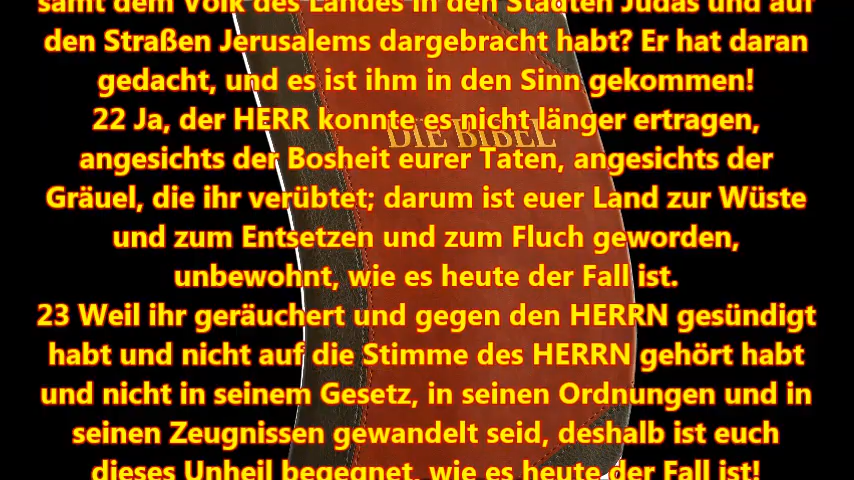 samt dem Volk des Landes in den Städten Judas und auf
den Straßen Jerusalems dargebracht habt? Er hat daran
gedacht, und es ist ihm in den Sinn gekommen!
22 Ja, der HERR konnte es nicht länger ertragen,
DIE BIBEL
angesichts der Bosheit eurer Taten, angesichts der
Gräuel, die ihr verübtet; darum ist euer Land zur Wüste
und zum Entsetzen und zum Fluch geworden,
unbewohnt, wie es heute der Fall ist.
23 Weil ihr geräuchert und gegen den HERRN gesündigt
habt und nicht auf die Stimme des HERRN gehört habt
und nicht in seinem Gesetz, in seinen Ordnungen und in
seinen Zeugnissen gewandelt seid, deshalb ist euch
dieses Unheil begegnet, wie es heute der Fall ist!